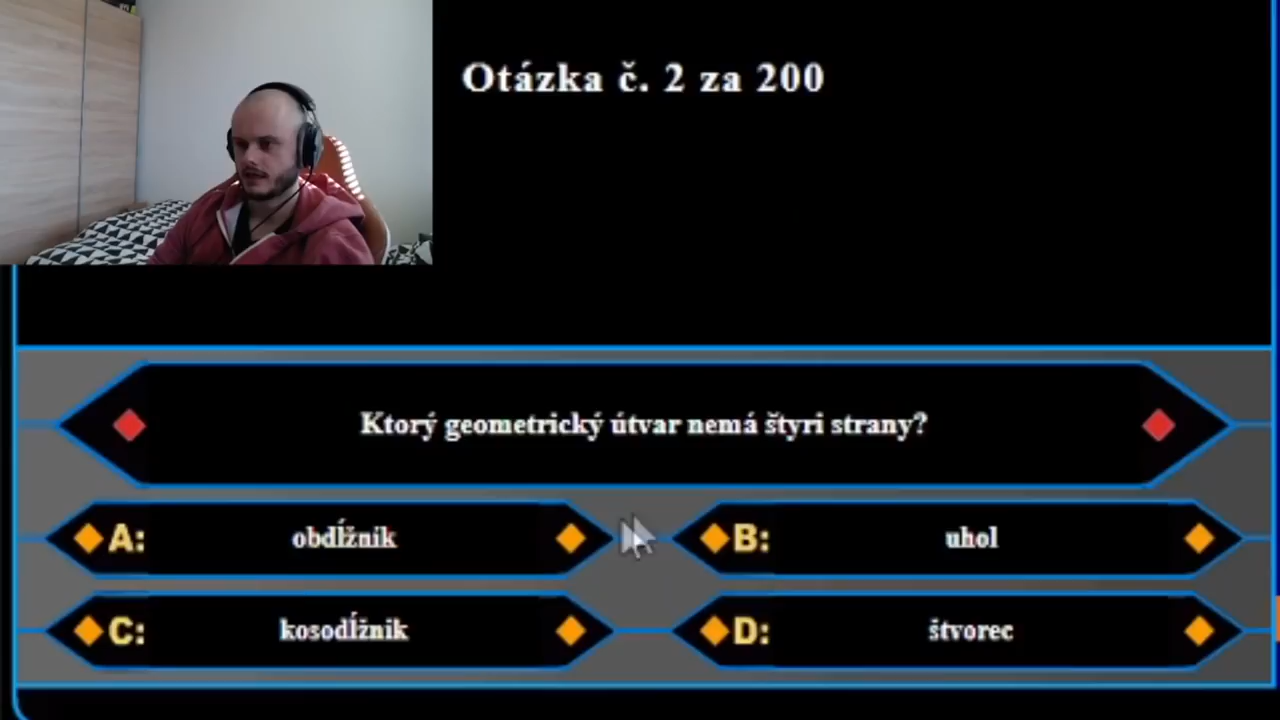 Otázka č. 2 za 200
Ktorý geometrický útvar nemá štyri strany?
A: obdĺžnik
B: uhol
C: kosodĺžnik
D: štvorec